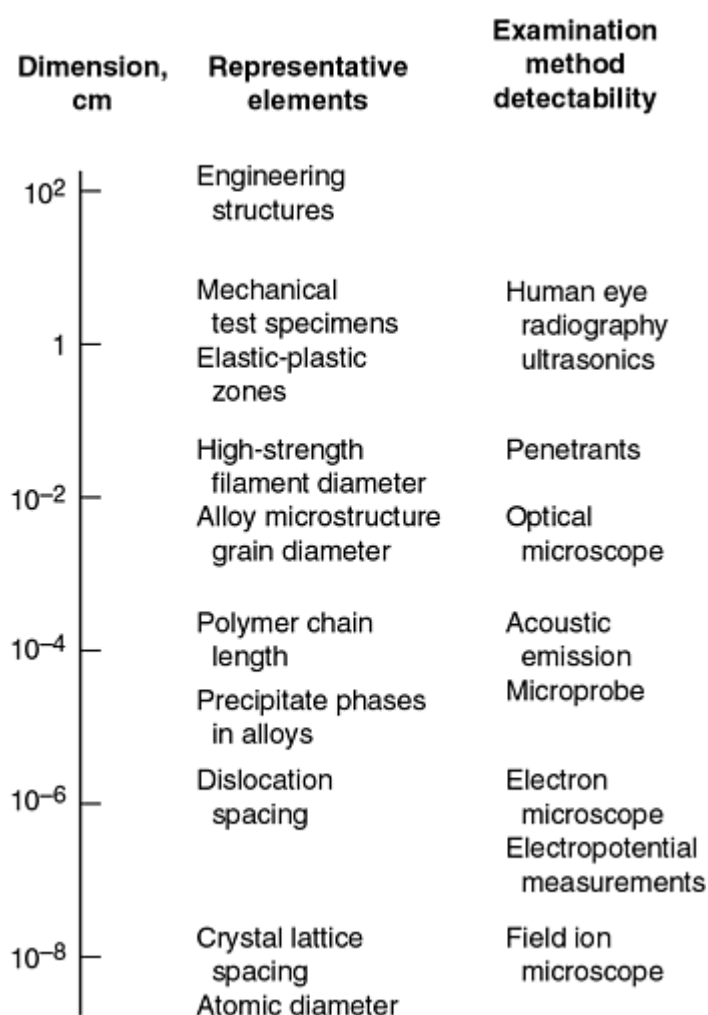 Dimension, cm
Representative elements
Examination method detectability
10²
Engineering
structures
Mechanical
test specimens
Human eye
radiography
1
Elastic-plastic
zones
ultrasonics
High-strength
filament diameter
Penetrants
10–2
Alloy microstructure
grain diameter
Optical
microscope
10–4
Polymer chain
length
Acoustic
emission
Precipitate phases
in alloys
Microprobe
10–6
Dislocation
spacing
Electron
microscope
Electropotential
measurements
10–8
Crystal lattice
spacing
Field ion
microscope
Atomic diameter